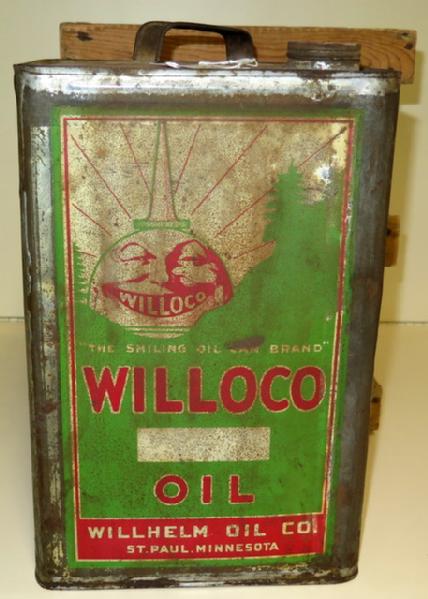 WILLOCO
"THE SMILING OIL CAN BRAND"
WILLOCO
OIL
WILLHELM OIL CO
ST. PAUL, MINNESOTA